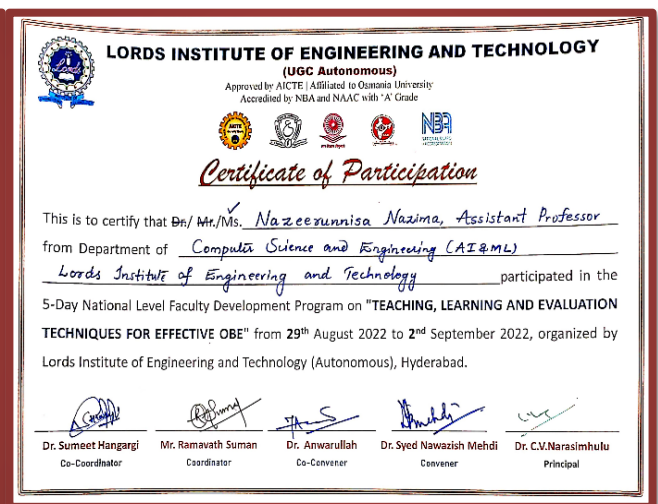 LORDS INSTITUTE OF ENGINEERING AND TECHNOLOGY
(UGC Autonomous)
Approved by AICTE | Affiliated to Osmania University
Accredited by NBA and NAAC with 'A' Grade
Lords
AICTE
NBA
Certificate of Participation
This is to certify that Dr./ Mr./Ms. Nazeerunnisa Nazima, Assistant Professor
from Department of Computer Science and Engineering (AI&ML)
Lords Institute of Engineering and Technology participated in the
5-Day National Level Faculty Development Program on "TEACHING, LEARNING AND EVALUATION
TECHNIQUES FOR EFFECTIVE OBE" from 29th August 2022 to 2nd September 2022, organized by
Lords Institute of Engineering and Technology (Autonomous), Hyderabad.
Dr. Sumeet Hangargi Mr. Ramavath Suman Dr. Anwarullah Dr. Syed Nawazish Mehdi Dr. C.V.Narasimhulu
Co-Coordinator Coordinator Co-Convener Convener Principal